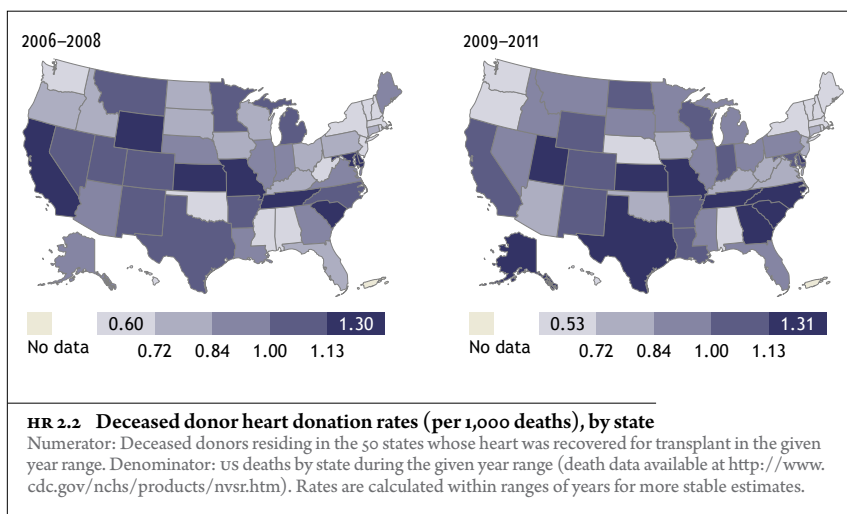 2006–2008
2009–2011
0.60 1.30
No data 0.72 0.84 1.00 1.13
0.53 1.31
No data 0.72 0.84 1.00 1.13
HR 2.2 Deceased donor heart donation rates (per 1,000 deaths), by state
Numerator: Deceased donors residing in the 50 states whose heart was recovered for transplant in the given
year range. Denominator: US deaths by state during the given year range (death data available at http://www.
cdc.gov/nchs/products/nvsr.htm). Rates are calculated within ranges of years for more stable estimates.